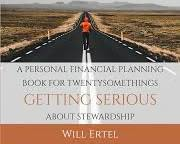 A PERSONAL FINANCIAL PLANNING
BOOK FOR TWENTYSOMETHINGS
GETTING SERIOUS
ABOUT STEWARDSHIP
WILL ERTEL